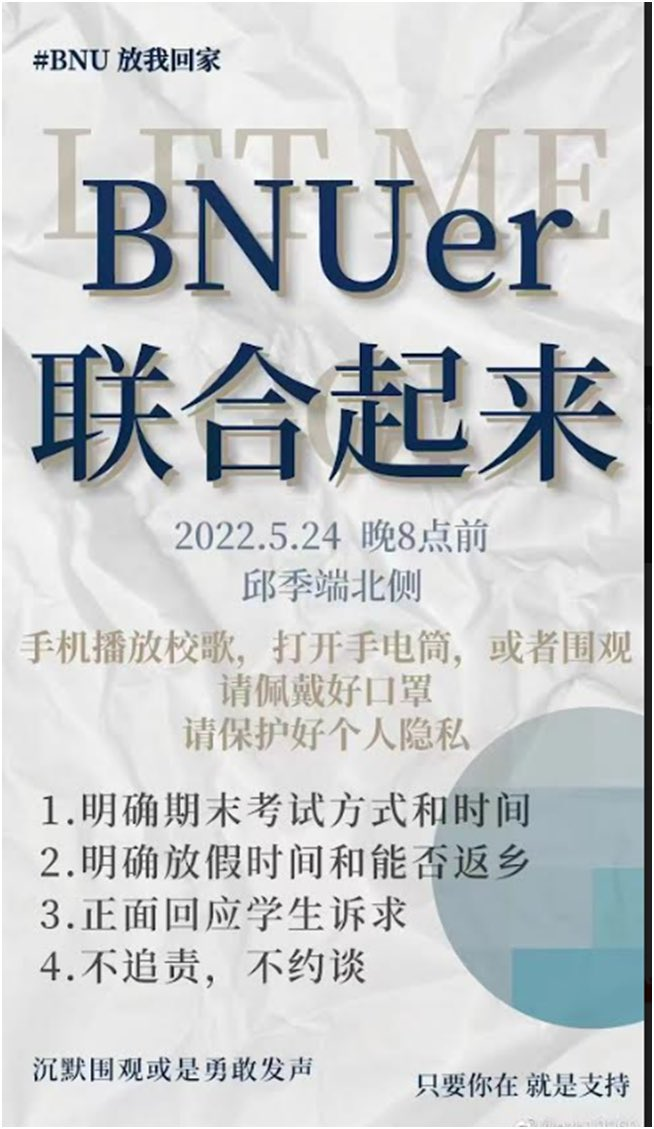 #BNU 放我回家
LET ME
BNUer
GO
联合起来
2022.5.24 晚8点前
邱季端北侧
手机播放校歌，打开手电筒，或者围观
请佩戴好口罩
请保护好个人隐私
1.明确期末考试方式和时间
2.明确放假时间和能否返乡
3.正面回应学生诉求
4.不追责，不约谈
沉默围观或是勇敢发声
只要你在 就是支持